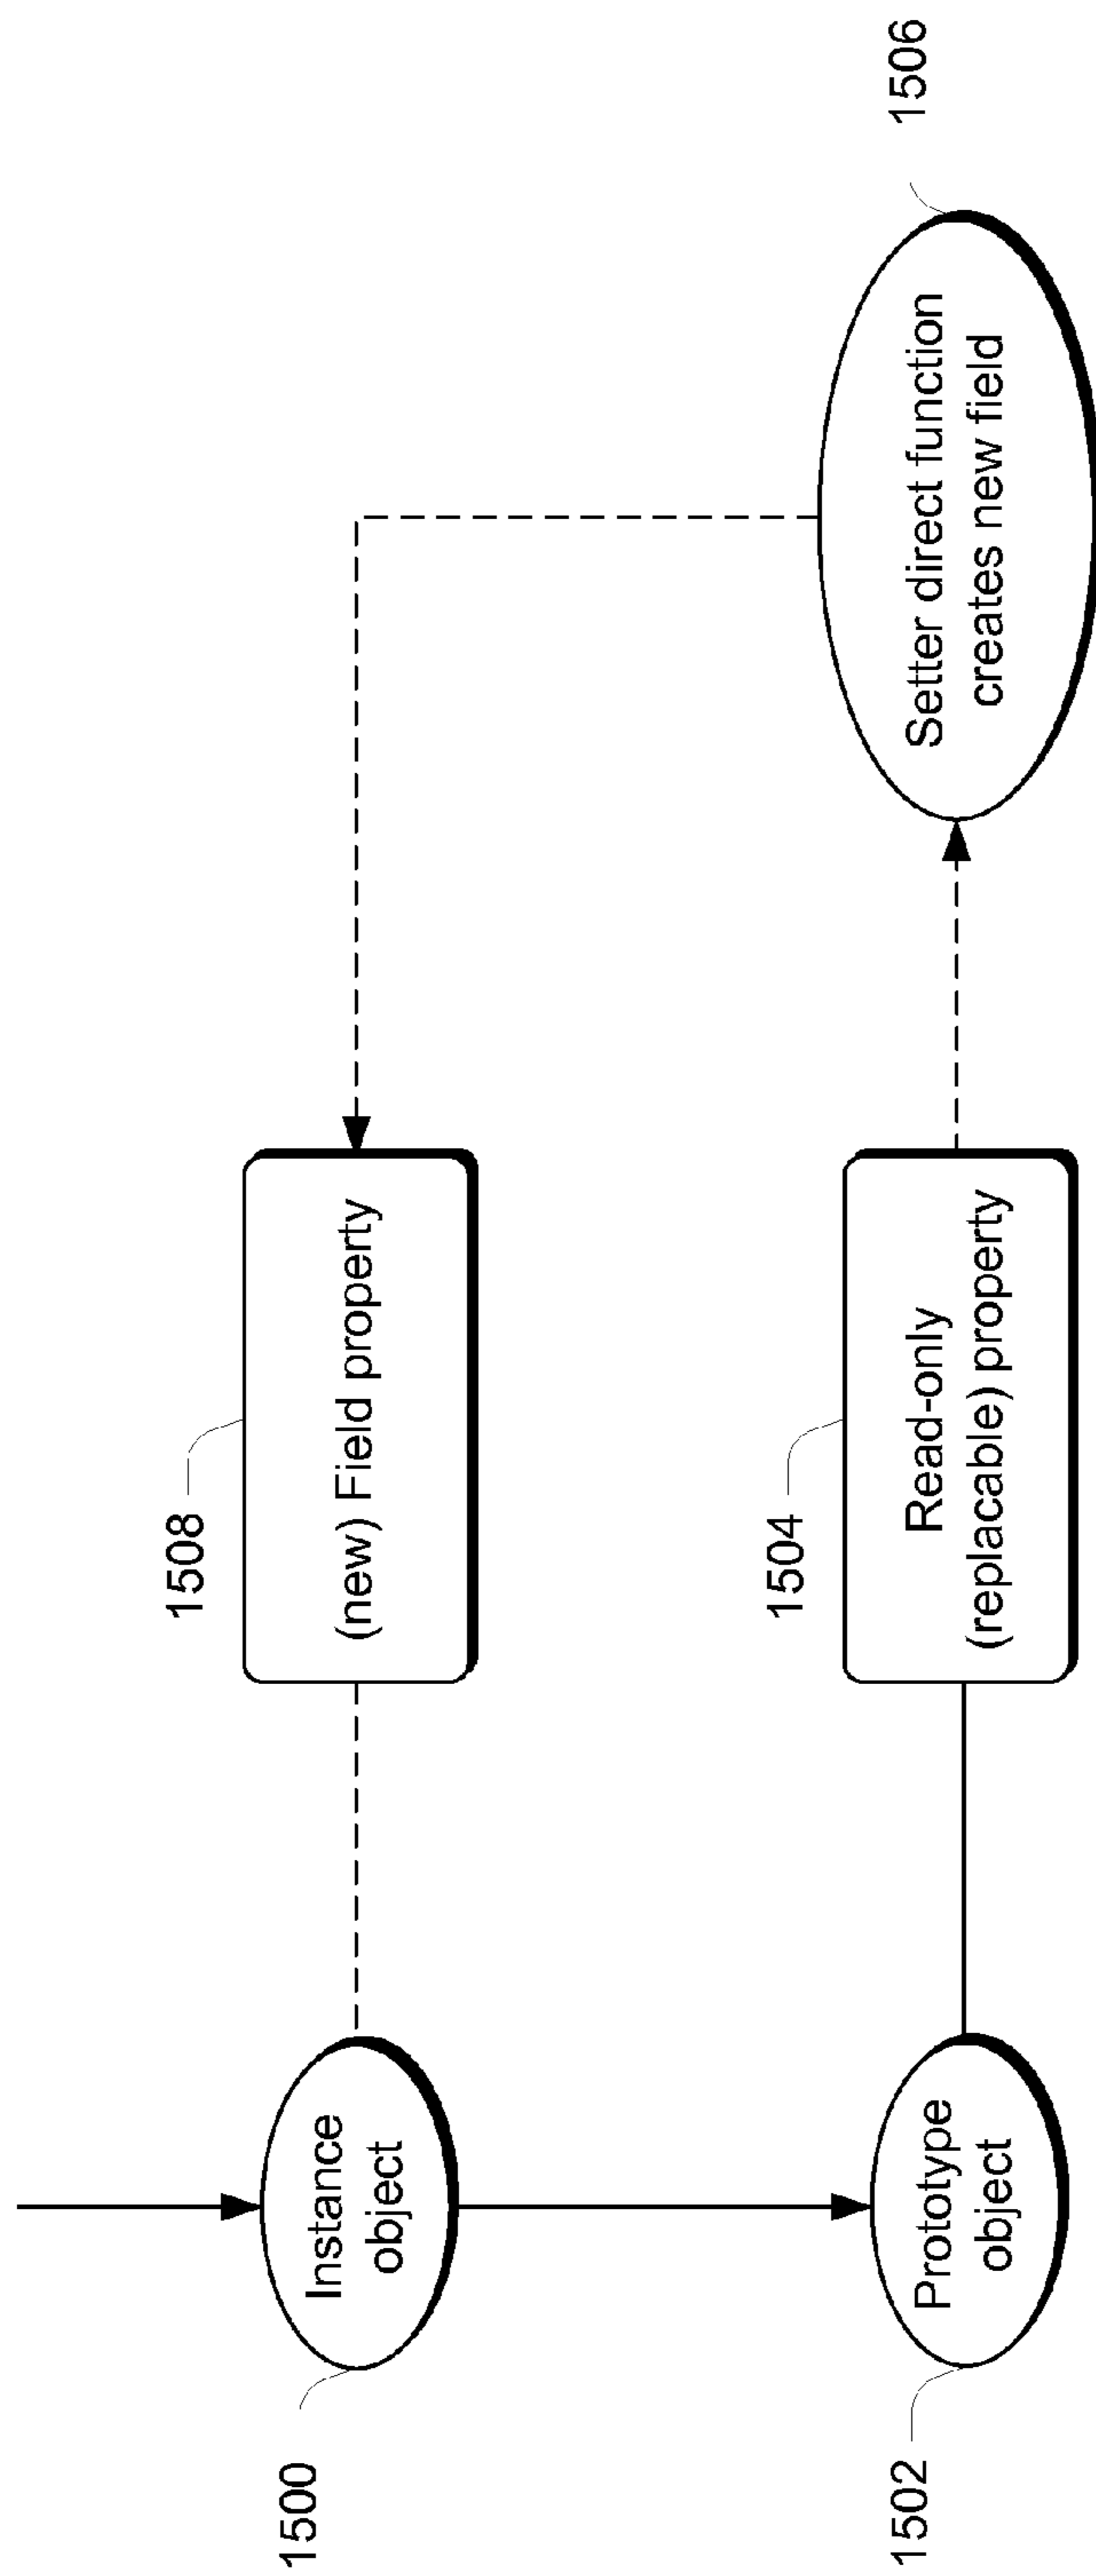 1508
1500
Instance
object
(new) Field property
1504
1506
1502
Prototype
object
Read-only
(replacable) property
Setter direct function
creates new field